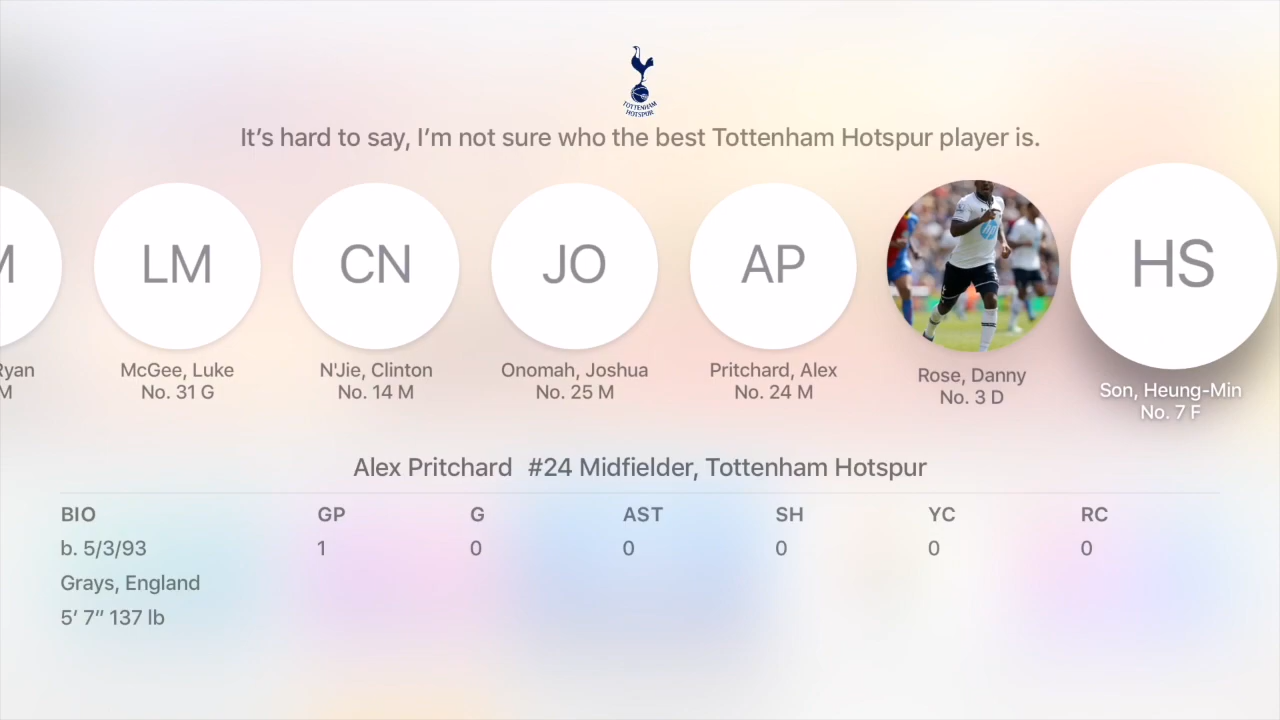 TOTTENHAM
HOTSPUR
It’s hard to say, I’m not sure who the best Tottenham Hotspur player is.
M
LM
CN
JO
AP
hp
HS
Ryan
M
McGee, Luke
No. 31 G
N'Jie, Clinton
No. 14 M
Onomah, Joshua
No. 25 M
Pritchard, Alex
No. 24 M
Rose, Danny
No. 3 D
Son, Heung-Min
No. 7 F
Alex Pritchard #24 Midfielder, Tottenham Hotspur
BIO GP G AST SH YC RC
b. 5/3/93 1 0 0 0 0 0
Grays, England
5’ 7” 137 lb